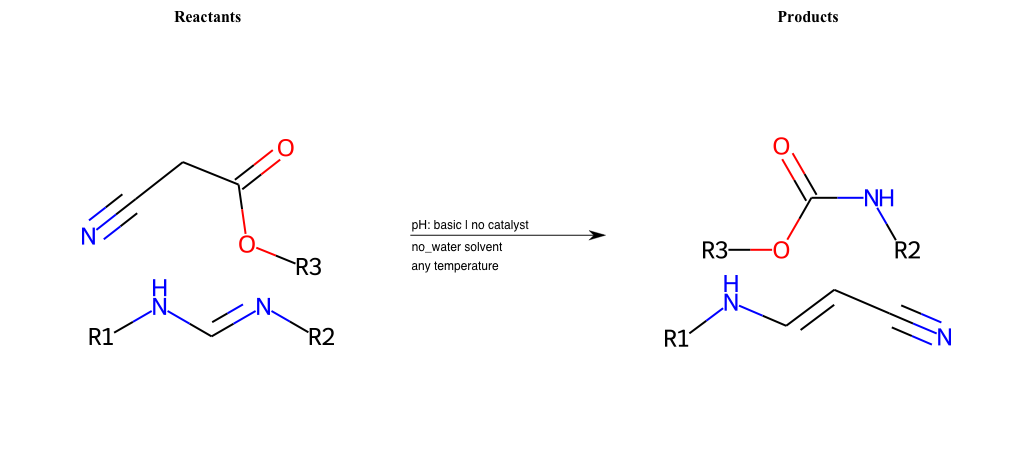 Reactants
Products
O
N
O
R3
H
N
N
R1
R2
pH: basic | no catalyst
no_water solvent
any temperature
O
NH
R3
O
R2
H
N
R1
N